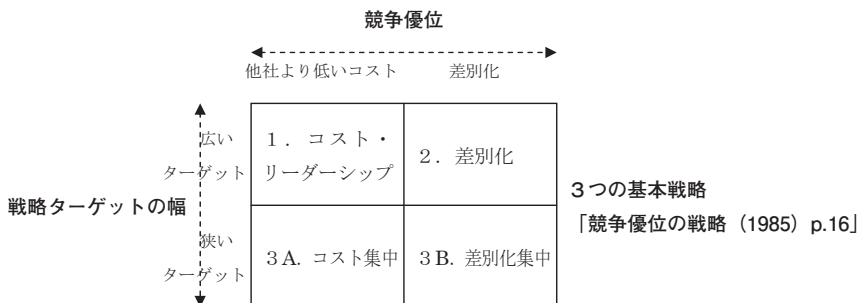 競争優位
他社より低いコスト　差別化
広い
ターゲット
１．コスト・
リーダーシップ
２．差別化
戦略ターゲットの幅
３つの基本戦略
「競争優位の戦略（1985）p.16」
狭い
ターゲット
３A. コスト集中
３B. 差別化集中